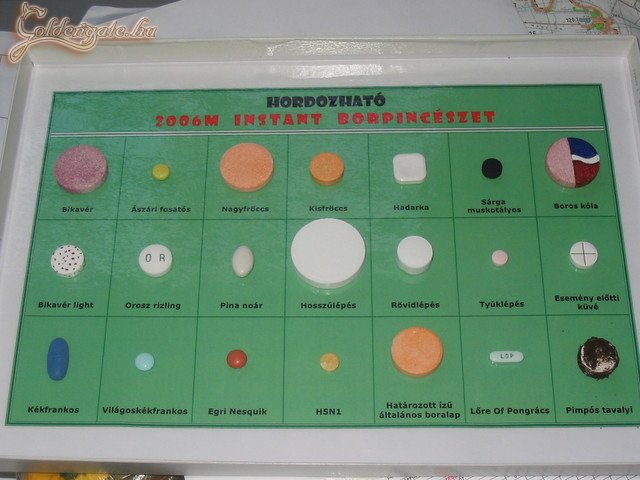 Goldengate.hu
HORDOZHATÓ
2006M INSTANT BORPINCÉSZET
Bikavér
Ászári fosatós
Nagyfröccs
Kisfröccs
Hadarka
Sárga
muskotályos
Boros kóla
Bikavér light
O R
Orosz rizling
Pina noár
Hosszúlépés
Rövidlépés
Tyúklépés
Esemény előtti
küvé
Kékfrankos
Világoskékfrankos
Egri Nesquik
H5N1
Határozott ízű
általános boralap
LOP
Lőre Of Pongrács
Pimpós tavalyi